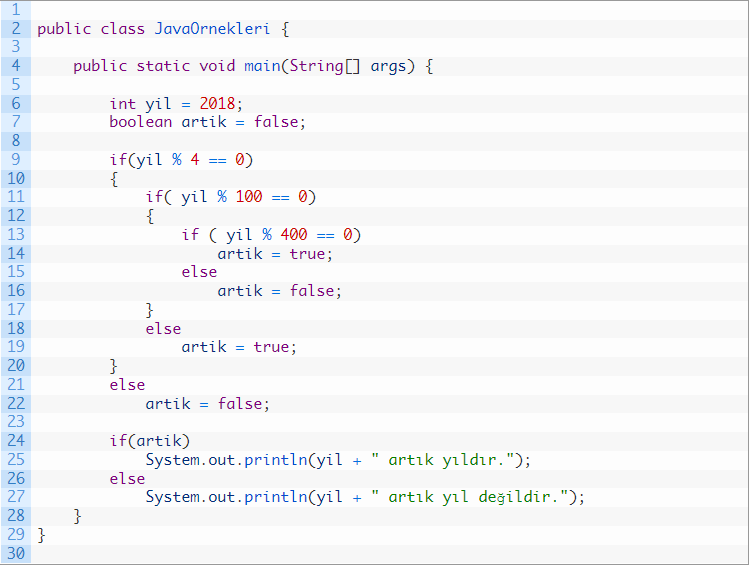 1
2 public class JavaOrnekleri {
3
4     public static void main(String[] args) {
5
6         int yil = 2018;
7         boolean artik = false;
8
9         if(yil % 4 == 0)
10         {
11             if( yil % 100 == 0)
12             {
13                 if ( yil % 400 == 0)
14                     artik = true;
15                 else
16                     artik = false;
17             }
18             else
19                 artik = true;
20         }
21         else
22             artik = false;
23
24         if(artik)
25             System.out.println(yil + " artık yıldır.");
26         else
27             System.out.println(yil + " artık yıl değildir.");
28     }
29 }
30